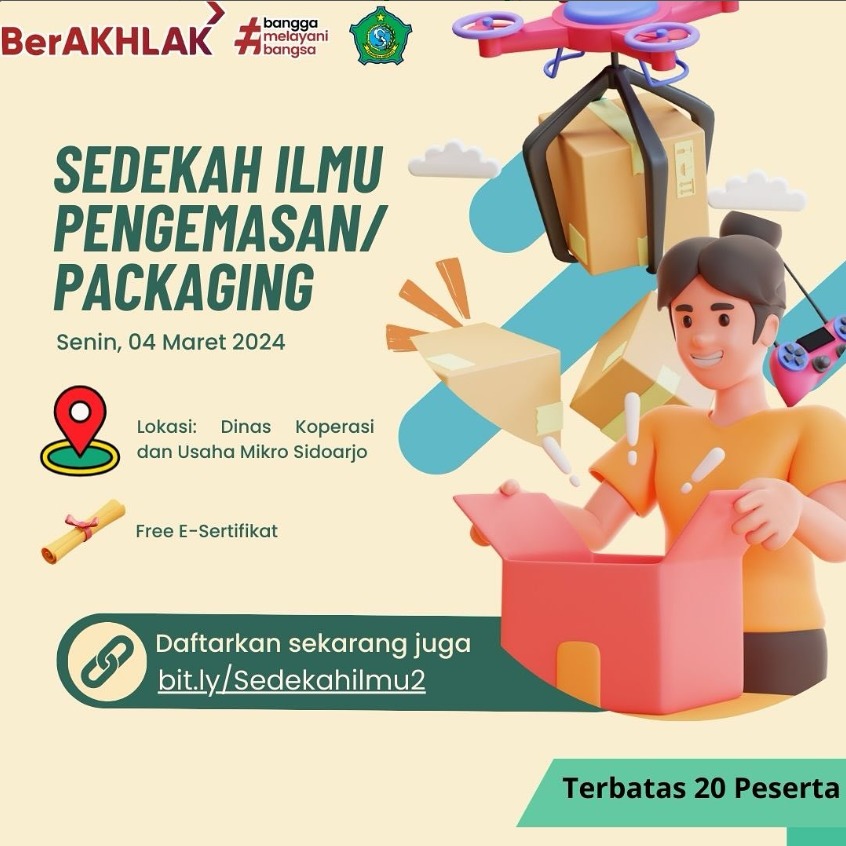 BerAKHLAK
#bangga
melayani
bangsa
SEDEKAH ILMU
PENGEMASAN/
PACKAGING
Senin, 04 Maret 2024
Lokasi: Dinas Koperasi
dan Usaha Mikro Sidoarjo
Free E-Sertifikat
Daftarkan sekarang juga
bit.ly/Sedekahilmu2
Terbatas 20 Peserta